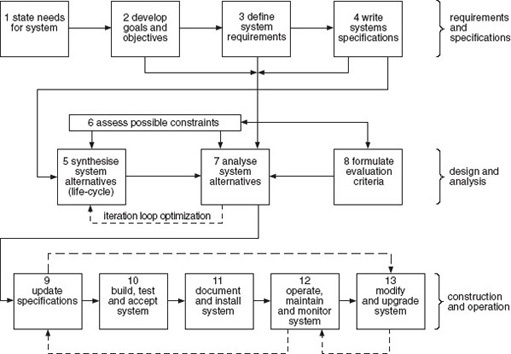 1 state needs
for system
2 develop
goals and
objectives
3 define
system
requirements
4 write
systems
specifications
requirements
and
specifications
6 assess possible constraints
5 synthesise
system
alternatives
(life-cycle)
7 analyse
system
alternatives
8 formulate
evaluation
criteria
design and
analysis
iteration loop optimization
9
update
specifications
10
build, test
and accept
system
11
document
and install
system
12
operate,
maintain
and monitor
system
13
modify
and upgrade
system
construction
and operation